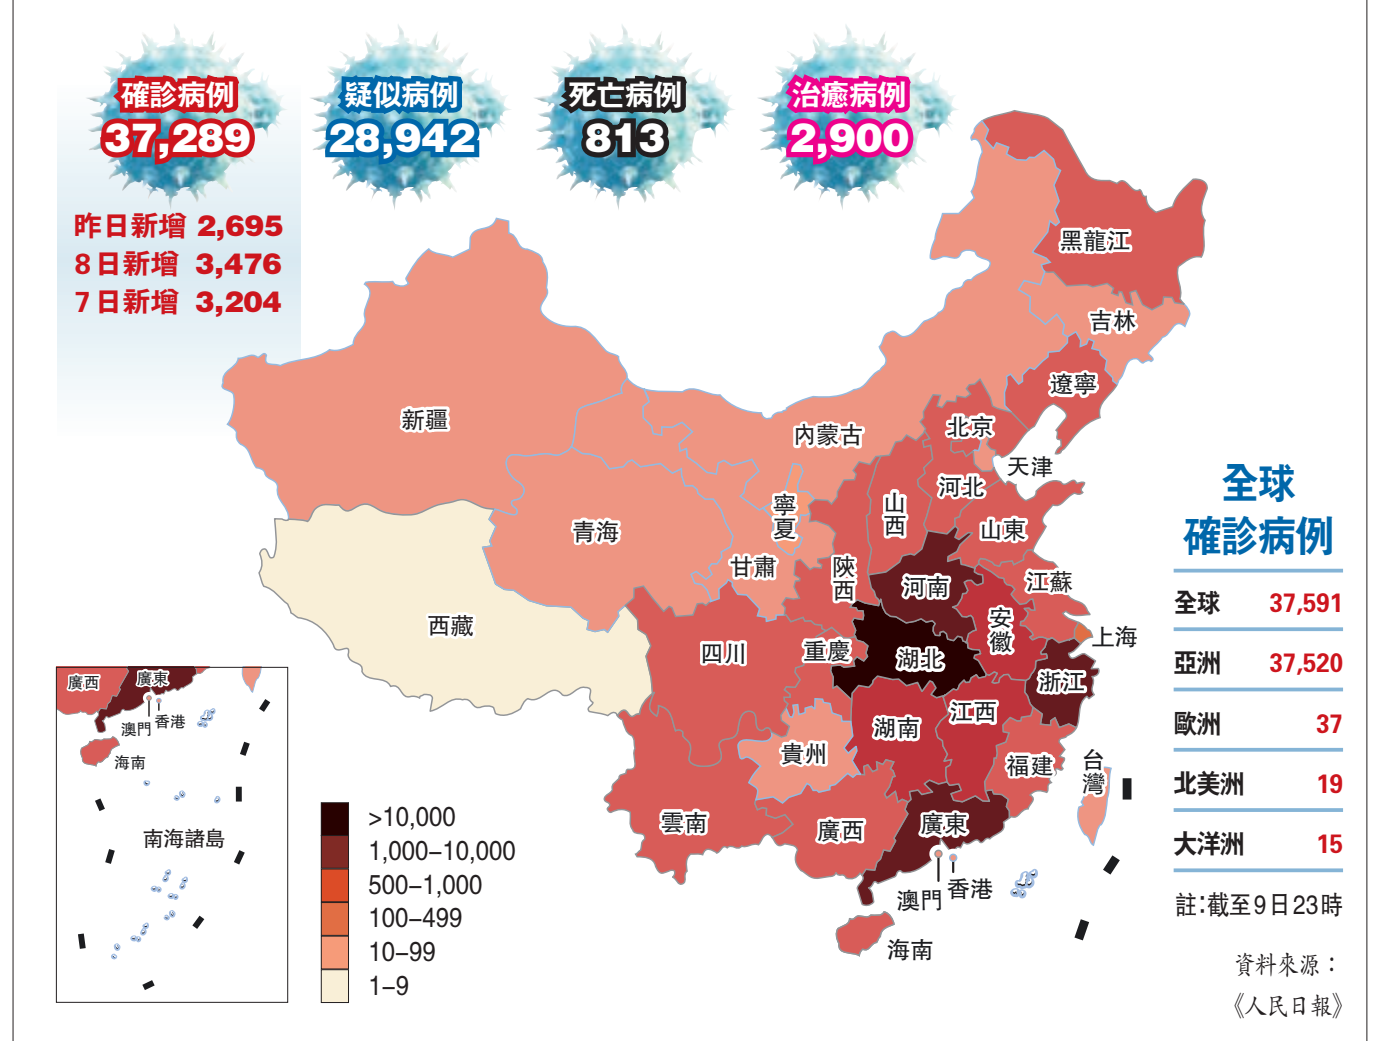 確診病例
37,289
昨日新增 2,695
8日新增 3,476
7日新增 3,204
疑似病例
28,942
死亡病例
813
治癒病例
2,900
黑龍江
吉林
遼寧
新疆
內蒙古
北京
天津
河北
山西
寧夏
青海
山東
甘肅
陝西
河南
江蘇
西藏
安徽
上海
四川
重慶
湖北
浙江
湖南
江西
貴州
福建
台灣
雲南
廣西
廣東
澳門
香港
海南
廣西
廣東
澳門
香港
海南
南海諸島
>10,000
1,000–10,000
500–1,000
100–499
10–99
1–9
全球
確診病例
全球 37,591
亞洲 37,520
歐洲 37
北美洲 19
大洋洲 15
註:截至9日23時
資料來源：
《人民日報》